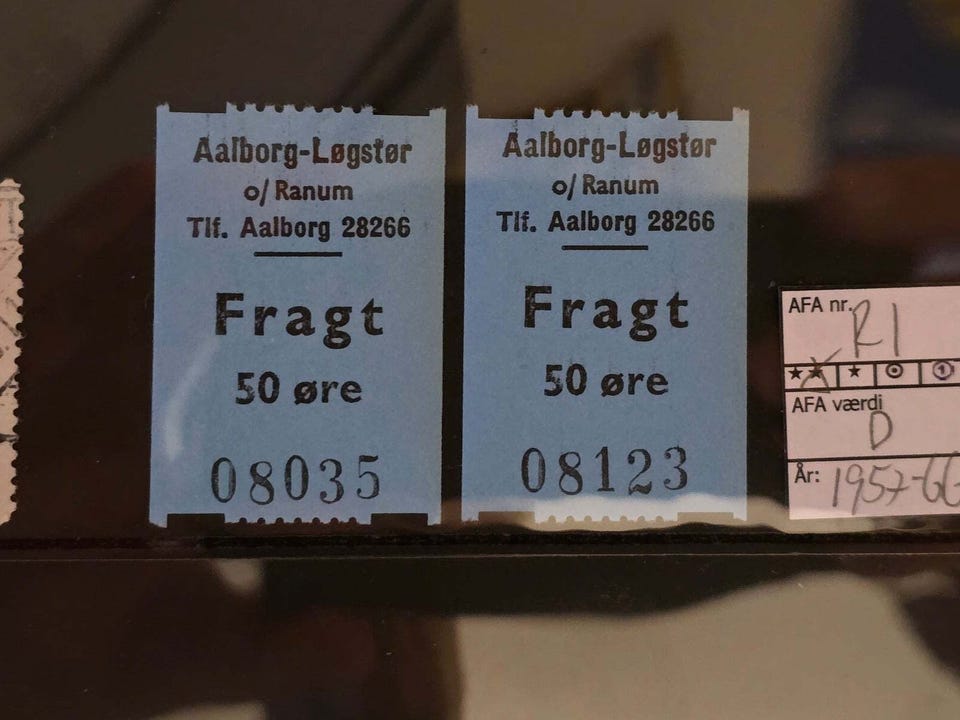 Aalborg-Løgstør
o/Ranum
Tlf. Aalborg 28266
Fragt
50 øre
08035
Aalborg-Løgstør
o/Ranum
Tlf. Aalborg 28266
Fragt
50 øre
08123
AFA nr. R1
AFA værdi
D
År: 1957-66